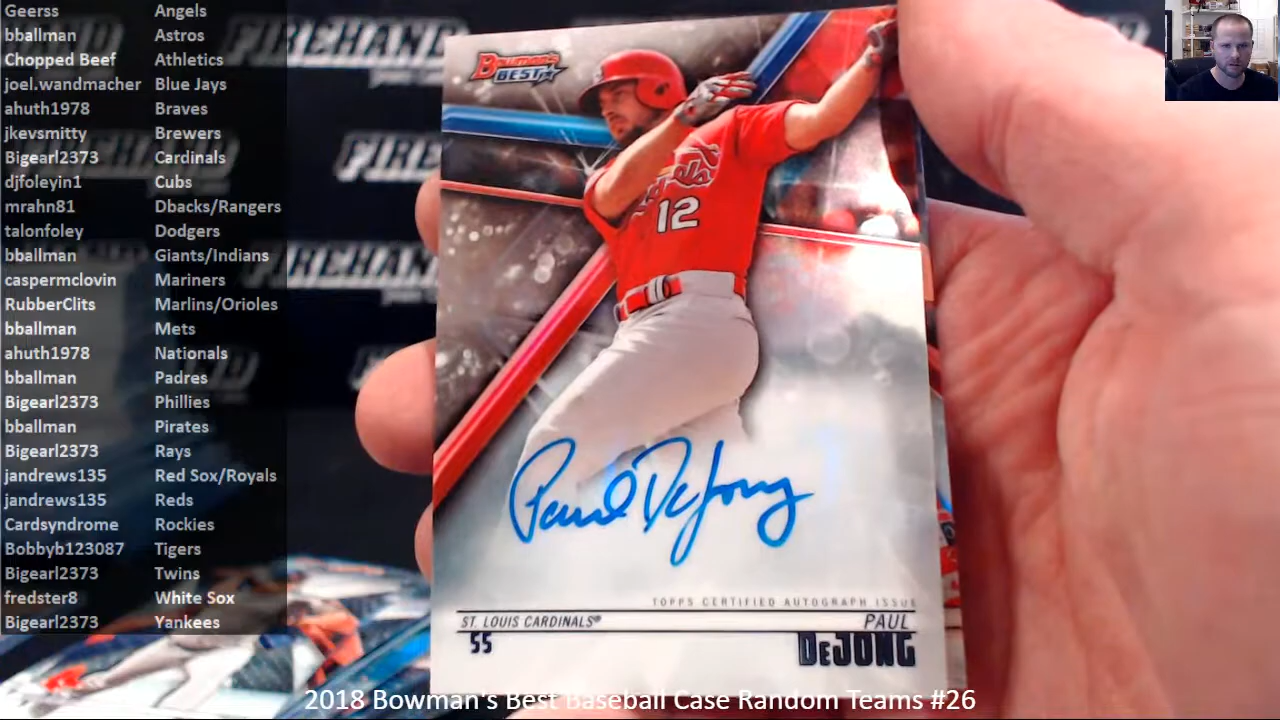 Geerss Angels
bballman Astros
Chopped Beef Athletics
joel.wandmacher Blue Jays
ahuth1978 Braves
jkevsmitty Brewers
Bigearl2373 Cardinals
djfoleyin1 Cubs
mrahn81 Dbacks/Rangers
talonfoley Dodgers
bballman Giants/Indians
caspermclovin Mariners
RubberClits Marlins/Orioles
bballman Mets
ahuth1978 Nationals
bballman Padres
Bigearl2373 Phillies
bballman Pirates
Bigearl2373 Rays
jandrews135 Red Sox/Royals
jandrews135 Reds
Cardsyndrome Rockies
Bobbyb123087 Tigers
Bigearl2373 Twins
fredster8 White Sox
Bigearl2373 Yankees
FIREHAND
BOWMAN'S
BEST
12
Paul DeJong
TOPPS CERTIFIED AUTOGRAPH ISSUE
ST. LOUIS CARDINALS® PAUL
55 DEJONG
2018 Bowman's Best Baseball Case Random Teams #26